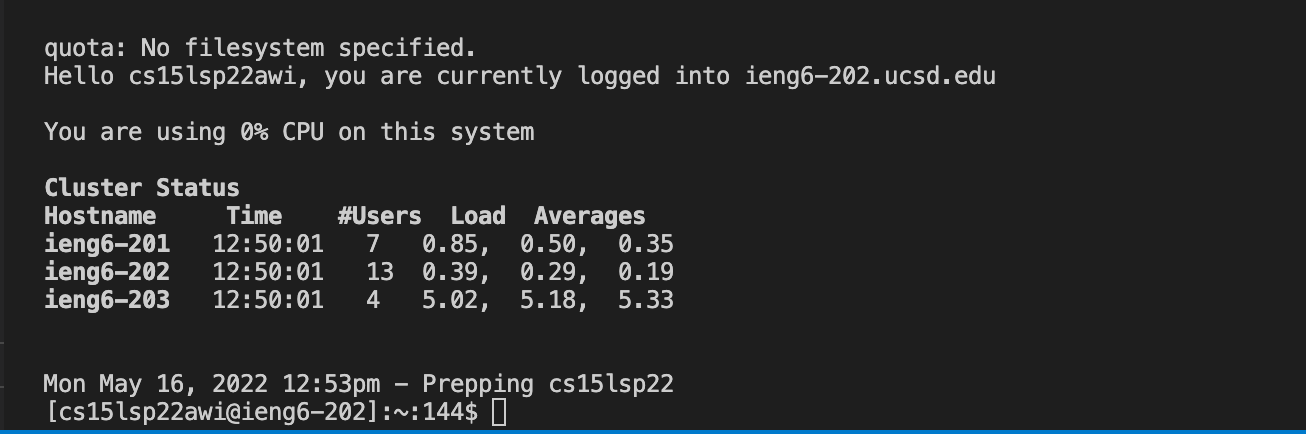 quota: No filesystem specified.
Hello cs15lsp22awi, you are currently logged into ieng6-202.ucsd.edu
You are using 0% CPU on this system
Cluster Status
Hostname     Time    #Users  Load  Averages
ieng6-201   12:50:01   7   0.85,  0.50,  0.35
ieng6-202   12:50:01   13  0.39,  0.29,  0.19
ieng6-203   12:50:01   4   5.02,  5.18,  5.33
Mon May 16, 2022 12:53pm - Prepping cs15lsp22
[cs15lsp22awi@ieng6-202]:~:144$